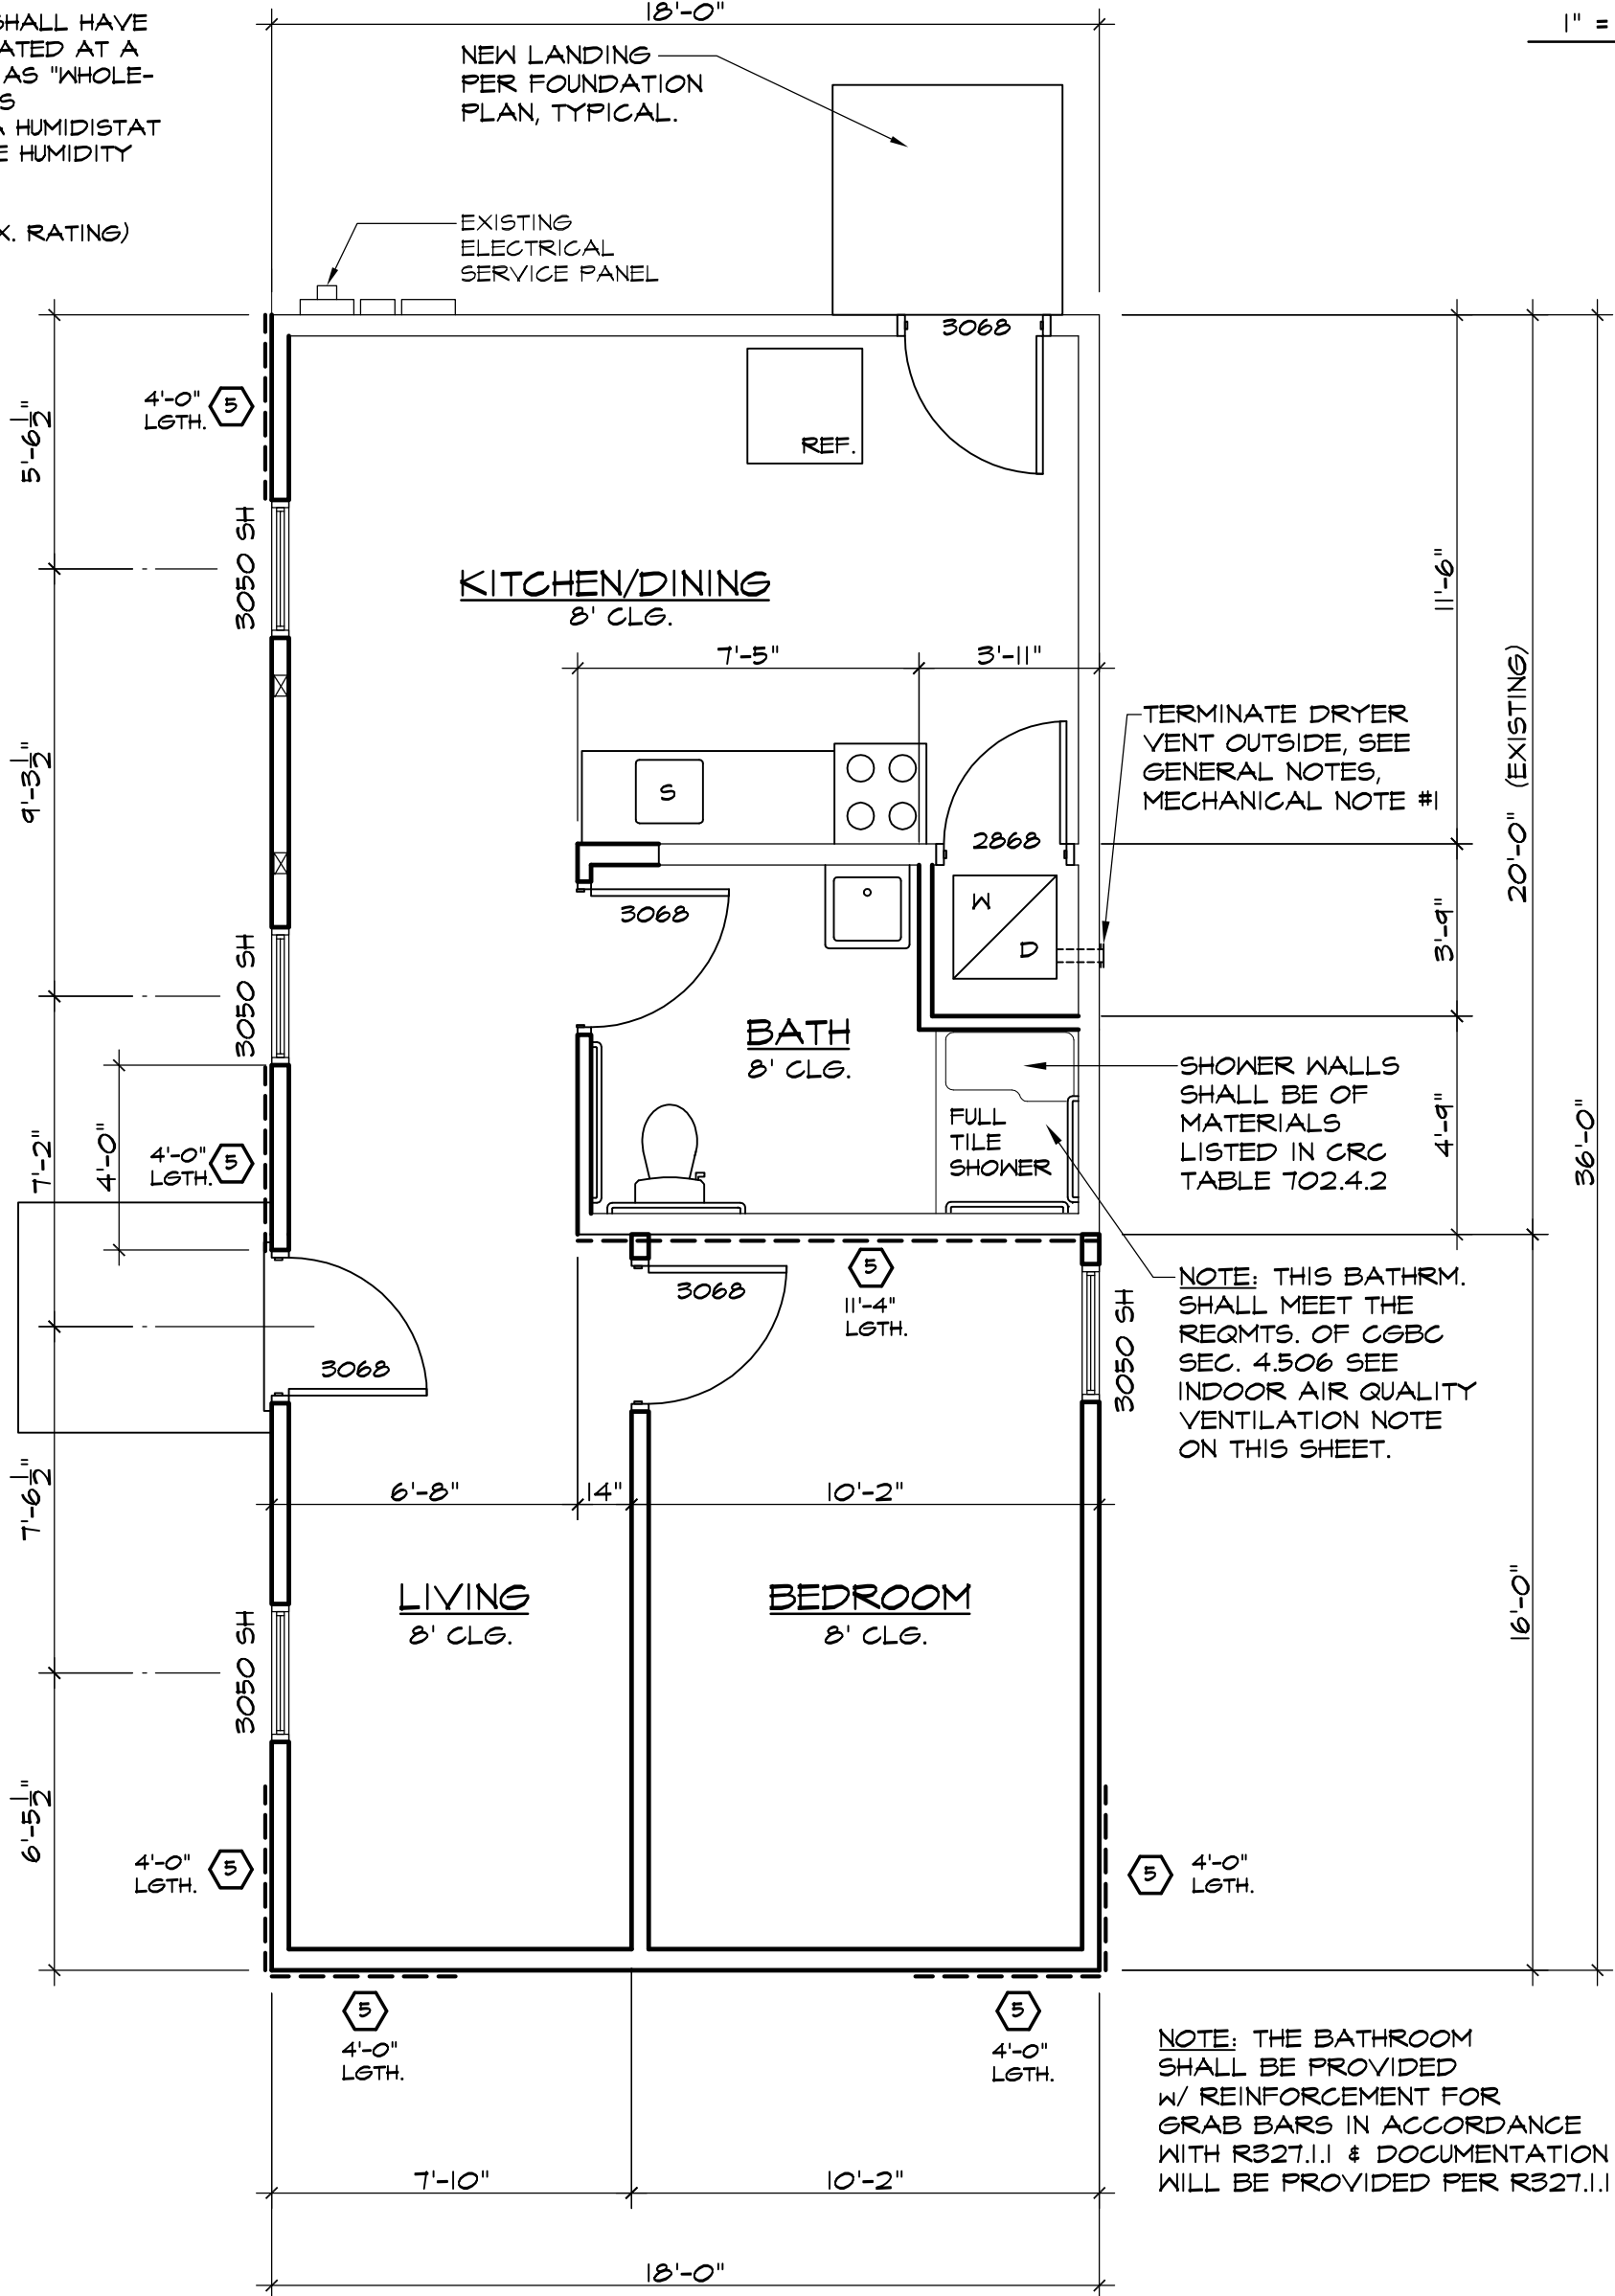 SHALL HAVE
ATED AT A
AS "WHOLE-
S
A HUMIDISTAT
E HUMIDITY
X. RATING)
18'-0"
1" =
NEW LANDING
PER FOUNDATION
PLAN, TYPICAL.
EXISTING
ELECTRICAL
SERVICE PANEL
3068
REF.
4'-0"
LGTH.
5
5'-6 1/2"
3050 SH
KITCHEN/DINING
8' CLG.
11'-6"
7'-5"
3'-11"
20'-0" (EXISTING)
TERMINATE DRYER
VENT OUTSIDE, SEE
GENERAL NOTES,
MECHANICAL NOTE #1
9'-3 1/2"
S
2868
W
D
3068
3'-9"
3050 SH
BATH
8' CLG.
SHOWER WALLS
SHALL BE OF
MATERIALS
LISTED IN CRC
TABLE 702.4.2
FULL
TILE
SHOWER
4'-9"
36'-0"
7'-2"
4'-0"
4'-0"
LGTH.
5
NOTE: THIS BATHRM.
SHALL MEET THE
REQMTS. OF CGBC
SEC. 4.506 SEE
INDOOR AIR QUALITY
VENTILATION NOTE
ON THIS SHEET.
5
11'-4"
LGTH.
3068
3050 SH
3068
7'-6 1/2"
6'-8"
14"
10'-2"
LIVING
8' CLG.
BEDROOM
8' CLG.
16'-0"
3050 SH
6'-5 1/2"
4'-0"
LGTH.
5
5
4'-0"
LGTH.
5
4'-0"
LGTH.
5
4'-0"
LGTH.
NOTE: THE BATHROOM
SHALL BE PROVIDED
W/ REINFORCEMENT FOR
GRAB BARS IN ACCORDANCE
WITH R327.1.1 & DOCUMENTATION
WILL BE PROVIDED PER R327.1.1
7'-10"
10'-2"
18'-0"